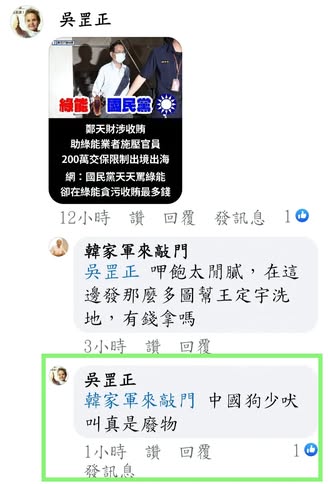 吳罡正
綠能 國民黨
鄭天財涉收賄
助綠能業者施壓官員
200萬交保限制出境出海
網:國民黨天天罵綠能
卻在綠能貪污收賄最多錢
12小時 讚 回覆 發訊息 1
韓家軍來敲門
吳罡正 呷飽太閒膩,在這
邊發那麼多圖幫王定宇洗
地,有錢拿嗎
3小時 讚 回覆
吳罡正
韓家軍來敲門 中國狗少吠
叫真是廢物
1小時 讚 回覆 1
發訊息